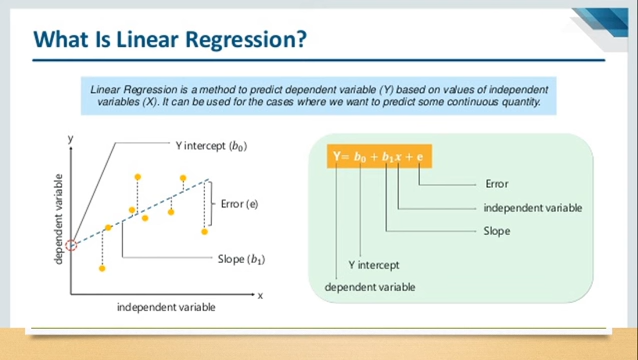 What Is Linear Regression?
Linear Regression is a method to predict dependent variable (Y) based on values of independent
variables (X). It can be used for the cases where we want to predict some continuous quantity.
y
Y intercept (b₀)
dependent variable
Error (e)
Slope (b₁)
x
independent variable
Y= b₀ + b₁x + e
Error
independent variable
Slope
Y intercept
dependent variable